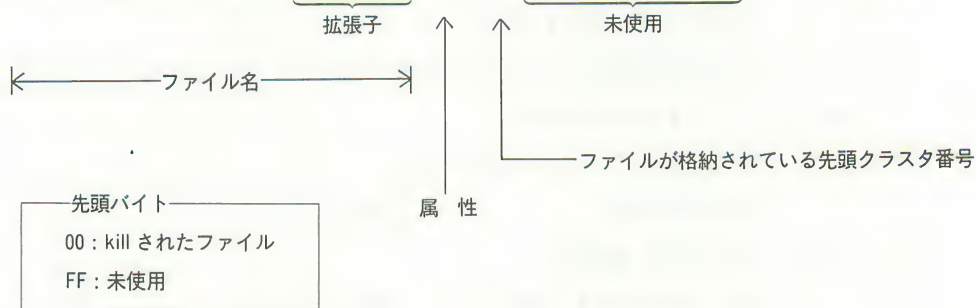 拡張子
未使用
ファイル名
ファイルが格納されている先頭クラスタ番号
属 性
先頭バイト
00：kill されたファイル
FF：未使用